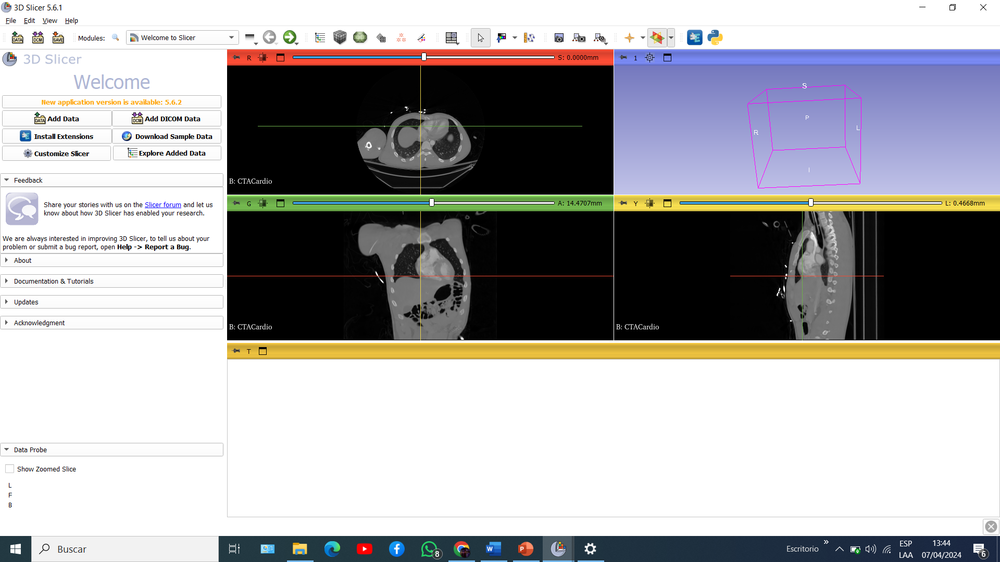 3D Slicer 5.6.1
File Edit View Help
DATA DCM SAVE Modules: Welcome to Slicer
3D Slicer
Welcome
New application version is available: 5.6.2
DATA Add Data DCM Add DICOM Data
Install Extensions Download Sample Data
Customize Slicer Explore Added Data
Feedback
Share your stories with us on the Slicer forum and let us
know about how 3D Slicer has enabled your research.
We are always interested in improving 3D Slicer, to tell us about your
problem or submit a bug report, open Help -> Report a Bug.
About
Documentation & Tutorials
Updates
Acknowledgment
Data Probe
Show Zoomed Slice
L
F
B
R S: 0.0000mm
B: CTACardio
1
S
P
R L
I
G A: 14.4707mm
B: CTACardio
Y L: 0.4668mm
B: CTACardio
T
Buscar 8 W P Escritorio » ESP 13:44 6
LAA 07/04/2024